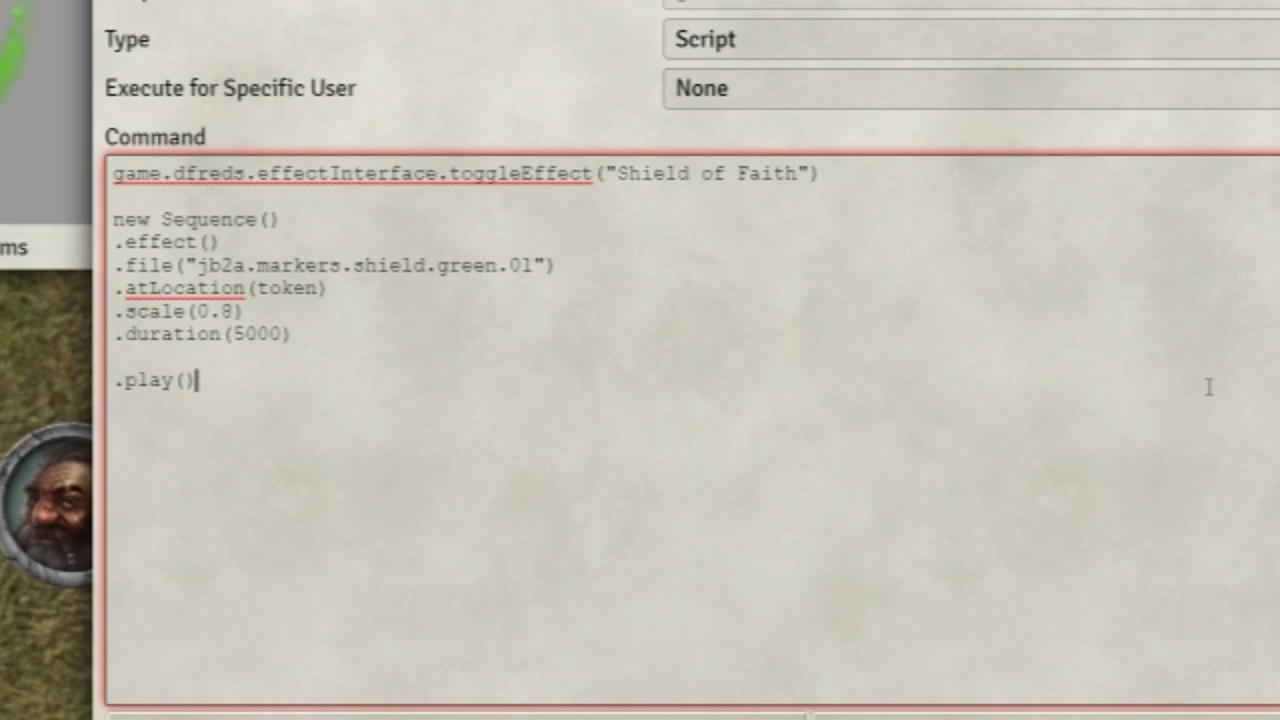 Type
Script
Execute for Specific User
None
Command
game.dfreds.effectInterface.toggleEffect("Shield of Faith")
new Sequence()
.effect()
.file("jb2a.markers.shield.green.01")
.atLocation(token)
.scale(0.8)
.duration(5000)
.play()
ms